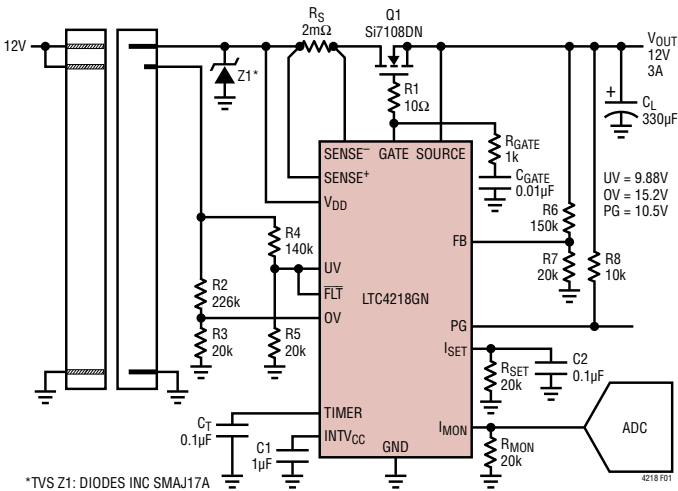 12V
Z1*
RS
2mΩ
Q1
Si7108DN
VOUT
12V
3A
R1
10Ω
+
CL
330µF
RGATE
1k
CGATE
0.01µF
UV = 9.88V
OV = 15.2V
PG = 10.5V
SENSE–
GATE
SOURCE
SENSE+
VDD
R6
150k
FB
R4
140k
R7
20k
R8
10k
UV
FLT
LTC4218GN
R2
226k
OV
PG
R3
20k
R5
20k
ISET
RSET
20k
C2
0.1µF
TIMER
CT
0.1µF
INTVCC
C1
1µF
GND
IMON
RMON
20k
ADC
*TVS Z1: DIODES INC SMAJ17A
4218 F01